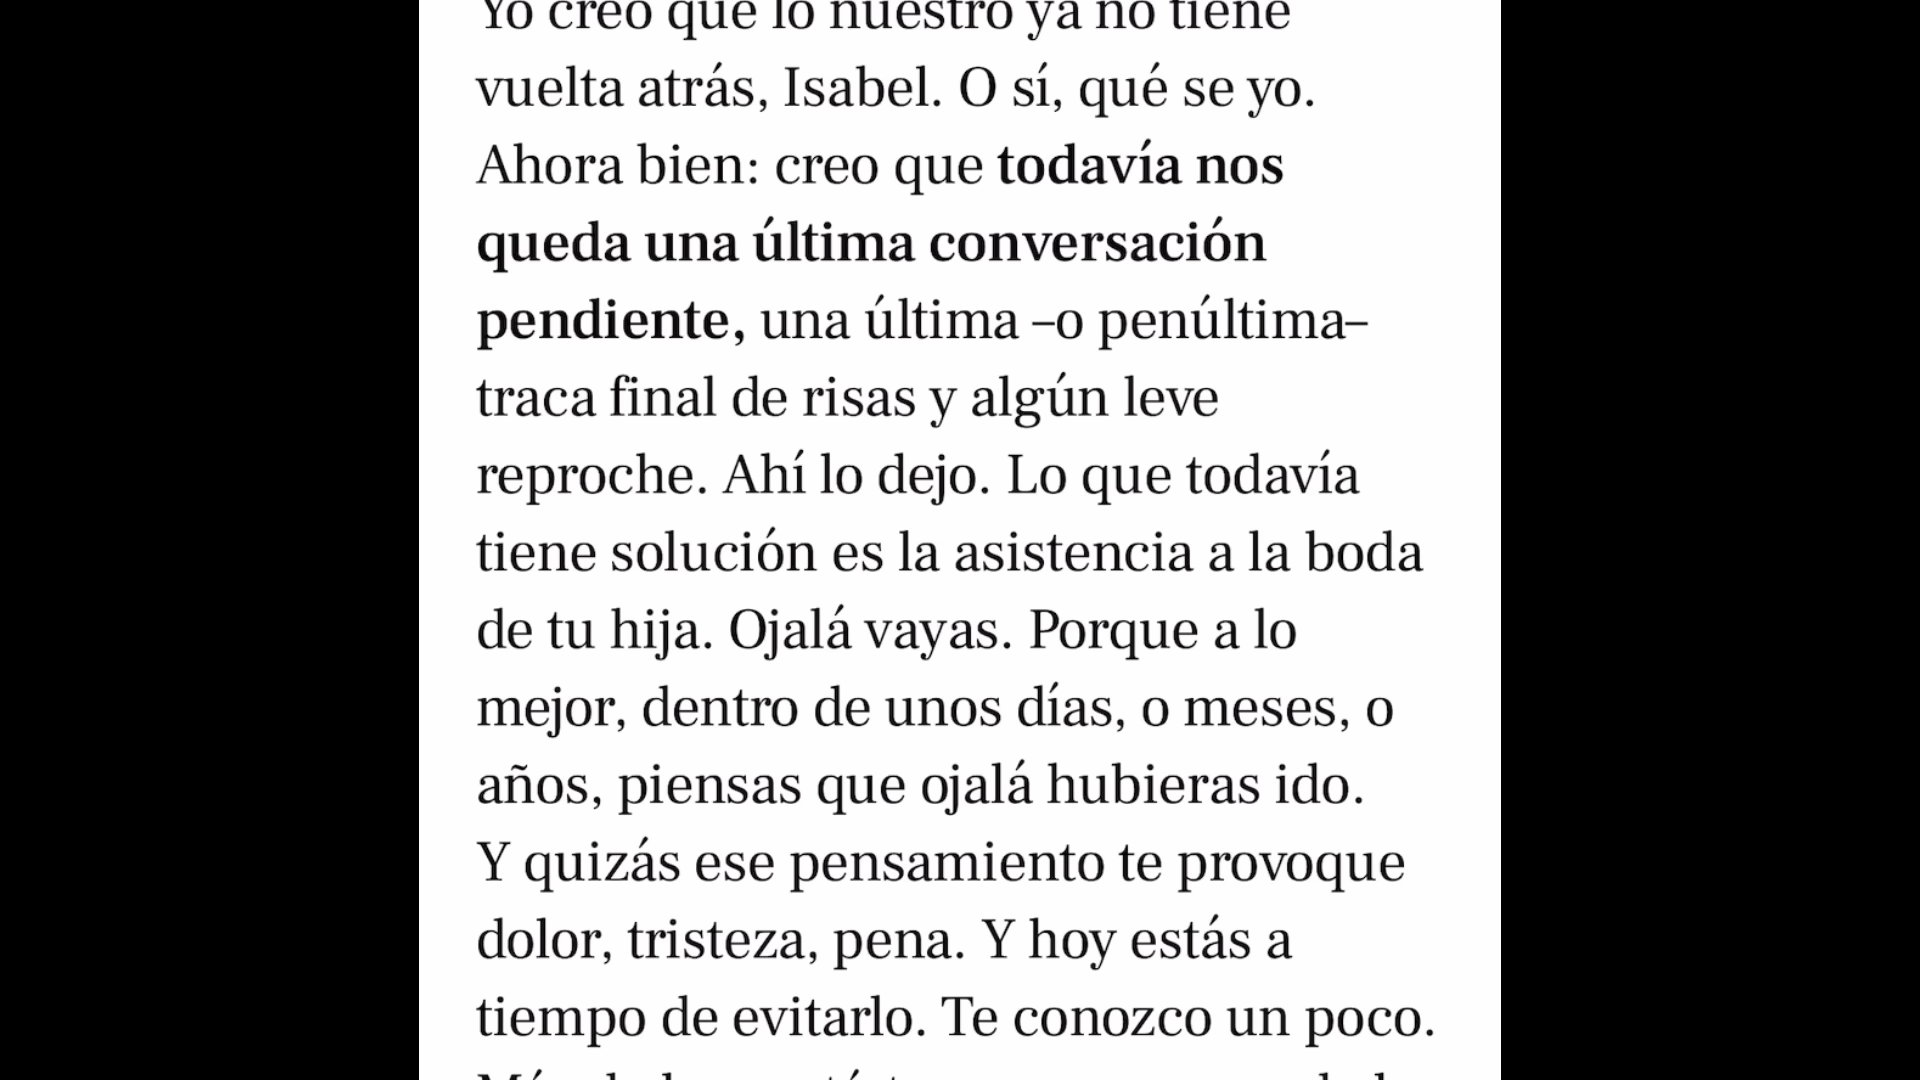 Yo creo que lo nuestro ya no tiene
vuelta atrás, Isabel. O sí, qué se yo.
Ahora bien: creo que todavía nos
queda una última conversación
pendiente, una última –o penúltima–
traca final de risas y algún leve
reproche. Ahí lo dejo. Lo que todavía
tiene solución es la asistencia a la boda
de tu hija. Ojalá vayas. Porque a lo
mejor, dentro de unos días, o meses, o
años, piensas que ojalá hubieras ido.
Y quizás ese pensamiento te provoque
dolor, tristeza, pena. Y hoy estás a
tiempo de evitarlo. Te conozco un poco.